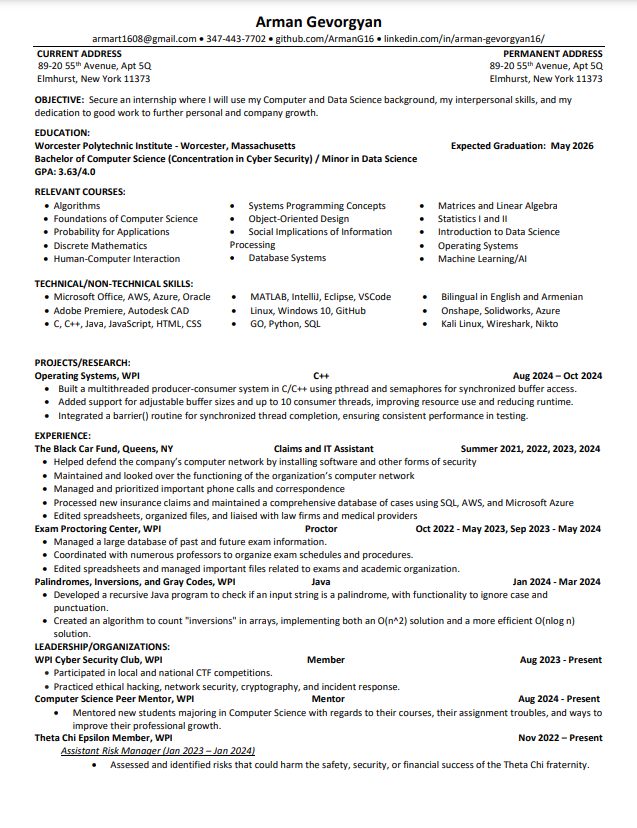 Arman Gevorgyan
armart1608@gmail.com • 347-443-7702 • github.com/ArmanG16 • linkedin.com/in/arman-gevorgyan16/
CURRENT ADDRESS PERMANENT ADDRESS
89-20 55th Avenue, Apt 5Q 89-20 55th Avenue, Apt 5Q
Elmhurst, New York 11373 Elmhurst, New York 11373
OBJECTIVE: Secure an internship where I will use my Computer and Data Science background, my interpersonal skills, and my
dedication to good work to further personal and company growth.
EDUCATION:
Worcester Polytechnic Institute - Worcester, Massachusetts Expected Graduation: May 2026
Bachelor of Computer Science (Concentration in Cyber Security) / Minor in Data Science
GPA: 3.63/4.0
RELEVANT COURSES:
• Algorithms
• Foundations of Computer Science
• Probability for Applications
• Discrete Mathematics
• Human-Computer Interaction
• Systems Programming Concepts
• Object-Oriented Design
• Social Implications of Information
Processing
• Database Systems
• Matrices and Linear Algebra
• Statistics I and II
• Introduction to Data Science
• Operating Systems
• Machine Learning/AI
TECHNICAL/NON-TECHNICAL SKILLS:
• Microsoft Office, AWS, Azure, Oracle
• Adobe Premiere, Autodesk CAD
• C, C++, Java, JavaScript, HTML, CSS
• MATLAB, IntelliJ, Eclipse, VSCode
• Linux, Windows 10, GitHub
• GO, Python, SQL
• Bilingual in English and Armenian
• Onshape, Solidworks, Azure
• Kali Linux, Wireshark, Nikto
PROJECTS/RESEARCH:
Operating Systems, WPI C++ Aug 2024 – Oct 2024
• Built a multithreaded producer-consumer system in C/C++ using pthread and semaphores for synchronized buffer access.
• Added support for adjustable buffer sizes and up to 10 consumer threads, improving resource use and reducing runtime.
• Integrated a barrier() routine for synchronized thread completion, ensuring consistent performance in testing.
EXPERIENCE:
The Black Car Fund, Queens, NY Claims and IT Assistant Summer 2021, 2022, 2023, 2024
• Helped defend the company's computer network by installing software and other forms of security
• Maintained and looked over the functioning of the organization's computer network
• Managed and prioritized important phone calls and correspondence
• Processed new insurance claims and maintained a comprehensive database of cases using SQL, AWS, and Microsoft Azure
• Edited spreadsheets, organized files, and liaised with law firms and medical providers
Exam Proctoring Center, WPI Proctor Oct 2022 - May 2023, Sep 2023 - May 2024
• Managed a large database of past and future exam information.
• Coordinated with numerous professors to organize exam schedules and procedures.
• Edited spreadsheets and managed important files related to exams and academic organization.
Palindromes, Inversions, and Gray Codes, WPI Java Jan 2024 - Mar 2024
• Developed a recursive Java program to check if an input string is a palindrome, with functionality to ignore case and
punctuation.
• Created an algorithm to count "inversions" in arrays, implementing both an O(n^2) solution and a more efficient O(nlog n)
solution.
LEADERSHIP/ORGANIZATIONS:
WPI Cyber Security Club, WPI Member Aug 2023 - Present
• Participated in local and national CTF competitions.
• Practiced ethical hacking, network security, cryptography, and incident response.
Computer Science Peer Mentor, WPI Mentor Aug 2024 - Present
• Mentored new students majoring in Computer Science with regards to their courses, their assignment troubles, and ways to
improve their professional growth.
Theta Chi Epsilon Member, WPI Nov 2022 – Present
Assistant Risk Manager (Jan 2023 – Jan 2024)
• Assessed and identified risks that could harm the safety, security, or financial success of the Theta Chi fraternity.